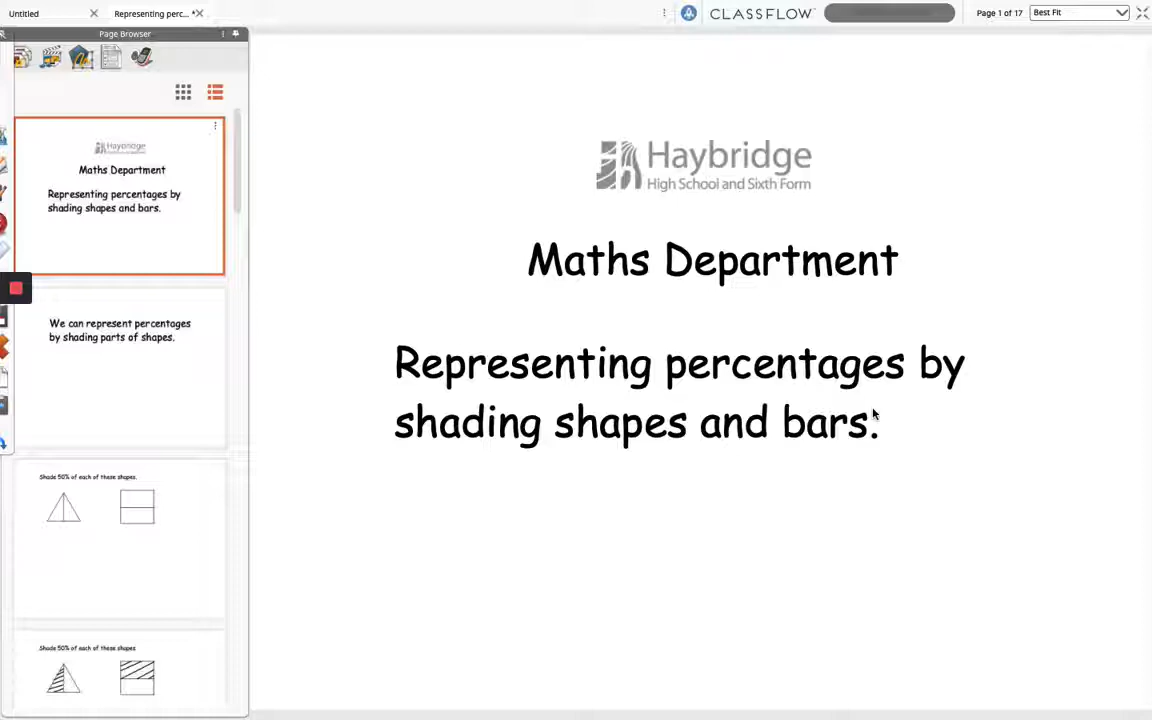 Untitled
Representing perc... *
CLASSFLOW
Page 1 of 17
Best Fit
Page Browser
Haybridge
Maths Department
Representing percentages by
shading shapes and bars.
We can represent percentages
by shading parts of shapes.
Shade 50% of each of these shapes.
Shade 50% of each of these shapes
Haybridge
High School and Sixth Form
Maths Department
Representing percentages by
shading shapes and bars.